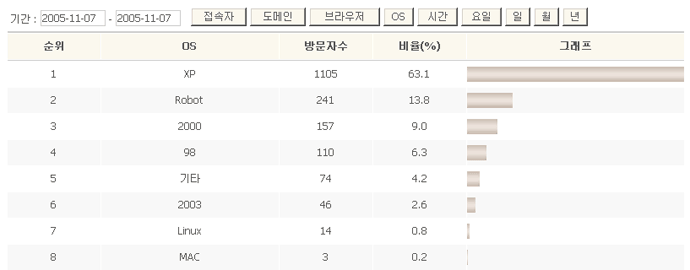 기간 : 2005-11-07 - 2005-11-07 접속자 도메인 브라우저 OS 시간 요일 일 월 년
순위 OS 방문자수 비율(%) 그래프
1 XP 1105 63.1
2 Robot 241 13.8
3 2000 157 9.0
4 98 110 6.3
5 기타 74 4.2
6 2003 46 2.6
7 Linux 14 0.8
8 MAC 3 0.2